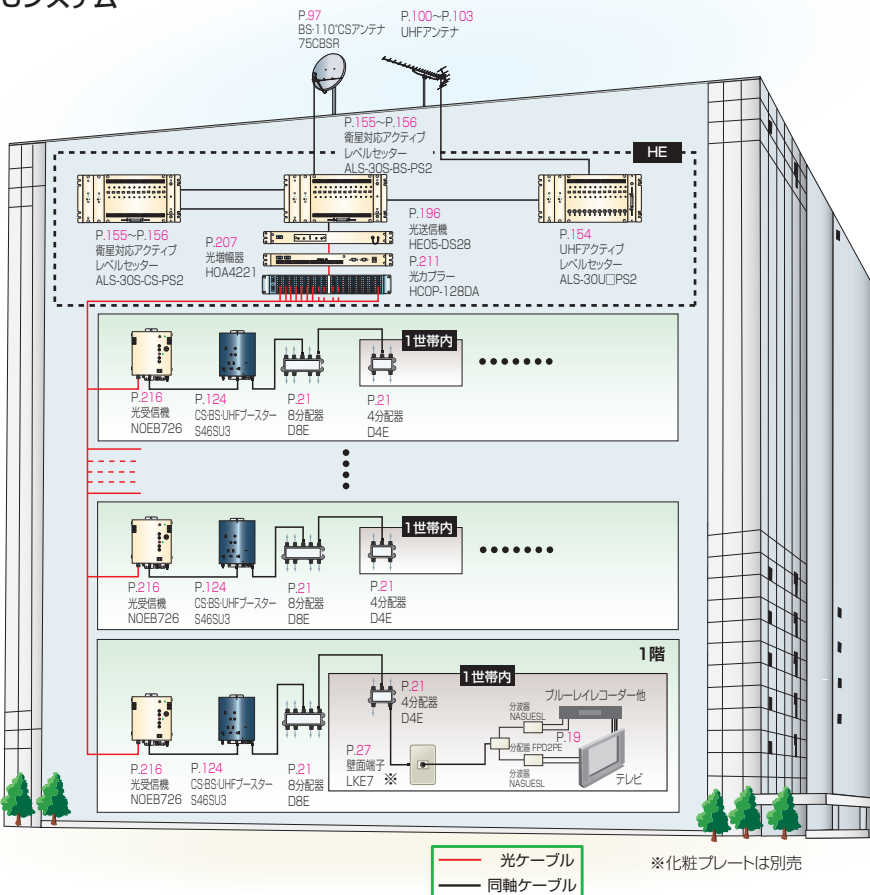 システム
P.97
BS・110°CSアンテナ
75CBSR
P.100~P.103
UHFアンテナ
HE
P.155~P.156
衛星対応アクティブ
レベルセッター
ALS-30S-BS-PS2
P.155~P.156
衛星対応アクティブ
レベルセッター
ALS-30S-CS-PS2
P.207
光増幅器
HOA4221
P.196
光送信機
HE05-DS28
P.211
光カプラー
HCOP-128DA
P.154
UHFアクティブ
レベルセッター
ALS-30U□PS2
1世帯内
P.216
光受信機
NOEB726
P.124
CS・BS・UHFブースター
S46SU3
P.21
8分配器
D8E
P.21
4分配器
D4E
1世帯内
P.216
光受信機
NOEB726
P.124
CS・BS・UHFブースター
S46SU3
P.21
8分配器
D8E
P.21
4分配器
D4E
1階
1世帯内
P.216
光受信機
NOEB726
P.124
CS・BS・UHFブースター
S46SU3
P.21
8分配器
D8E
P.21
4分配器
D4E
P.27
壁面端子
LKE7 ※
ブルーレイレコーダー他
分波器
NASUESL
P.19
分配器 FPD2PE
分波器
NASUESL
テレビ
光ケーブル
同軸ケーブル
※化粧プレートは別売